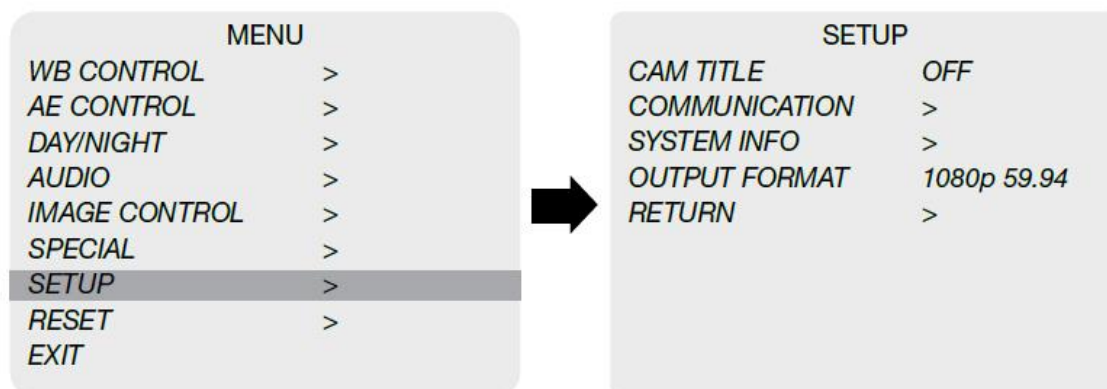 MENU
WB CONTROL >
AE CONTROL >
DAY/NIGHT >
AUDIO >
IMAGE CONTROL >
SPECIAL >
SETUP >
RESET >
EXIT
SETUP
CAM TITLE OFF
COMMUNICATION >
SYSTEM INFO >
OUTPUT FORMAT 1080p 59.94
RETURN >